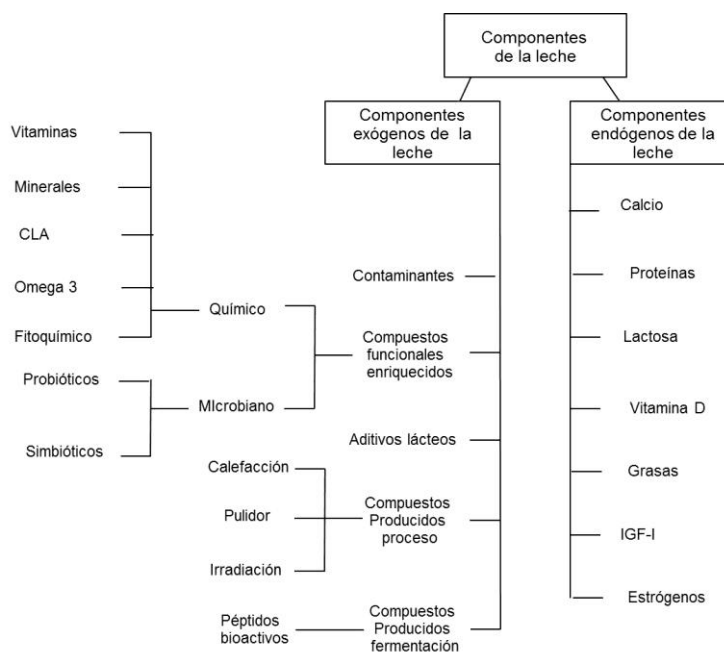 Componentes
de la leche
Componentes
exógenos de la
leche
Componentes
endógenos de la
leche
Vitaminas
Minerales
CLA
Omega 3
Fitoquímico
Probióticos
Simbióticos
Químico
MIcrobiano
Contaminantes
Compuestos
funcionales
enriquecidos
Aditivos lácteos
Calefacción
Pulidor
Irradiación
Compuestos
Producidos
proceso
Péptidos
bioactivos
Compuestos
Producidos
fermentación
Calcio
Proteínas
Lactosa
Vitamina D
Grasas
IGF-I
Estrógenos